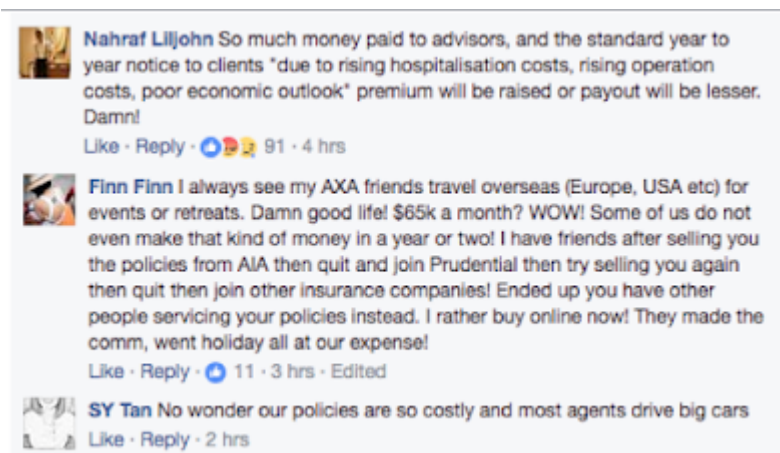 Nahraf Liljohn So much money paid to advisors, and the standard year to
year notice to clients "due to rising hospitalisation costs, rising operation
costs, poor economic outlook" premium will be raised or payout will be lesser.
Damn!
Like · Reply · 91 · 4 hrs
Finn Finn I always see my AXA friends travel overseas (Europe, USA etc) for
events or retreats. Damn good life! $65k a month? WOW! Some of us do not
even make that kind of money in a year or two! I have friends after selling you
the policies from AIA then quit and join Prudential then try selling you again
then quit then join other insurance companies! Ended up you have other
people servicing your policies instead. I rather buy online now! They made the
comm, went holiday all at our expense!
Like · Reply · 11 · 3 hrs · Edited
SY Tan No wonder our policies are so costly and most agents drive big cars
Like · Reply · 2 hrs